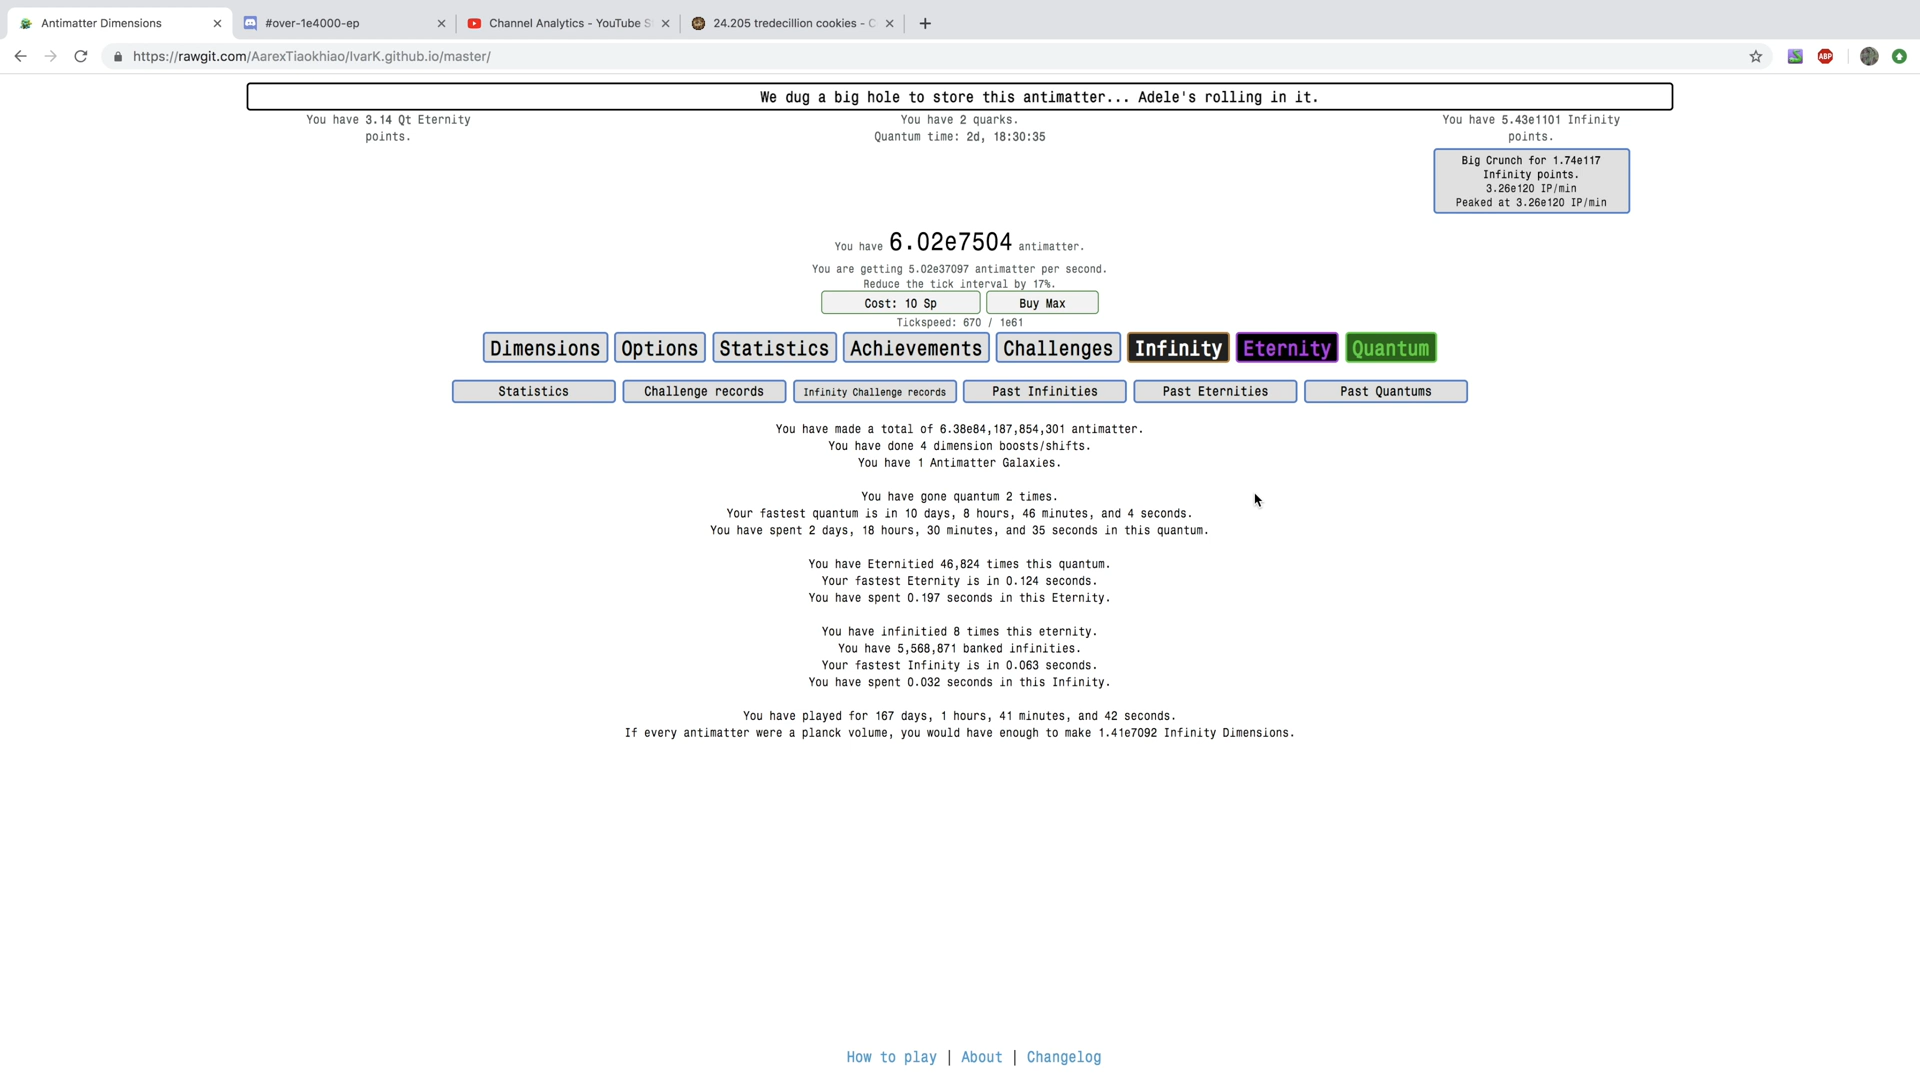 Antimatter Dimensions
#over-1e4000-ep
Channel Analytics - YouTube S
24.205 tredecillion cookies - C
https://rawgit.com/AarexTiaokhiao/IvarK.github.io/master/
ABP
We dug a big hole to store this antimatter... Adele's rolling in it.
You have 3.14 Qt Eternity
points.
You have 2 quarks.
Quantum time: 2d, 18:30:35
You have 5.43e1101 Infinity
points.
Big Crunch for 1.74e117
Infinity points.
3.26e120 IP/min
Peaked at 3.26e120 IP/min
You have 6.02e7504 antimatter.
You are getting 5.02e37097 antimatter per second.
Reduce the tick interval by 17%.
Cost: 10 Sp
Buy Max
Tickspeed: 670 / 1e61
Dimensions
Options
Statistics
Achievements
Challenges
Infinity
Eternity
Quantum
Statistics
Challenge records
Infinity Challenge records
Past Infinities
Past Eternities
Past Quantums
You have made a total of 6.38e84,187,854,301 antimatter.
You have done 4 dimension boosts/shifts.
You have 1 Antimatter Galaxies.
You have gone quantum 2 times.
Your fastest quantum is in 10 days, 8 hours, 46 minutes, and 4 seconds.
You have spent 2 days, 18 hours, 30 minutes, and 35 seconds in this quantum.
You have Eternitied 46,824 times this quantum.
Your fastest Eternity is in 0.124 seconds.
You have spent 0.197 seconds in this Eternity.
You have infinitied 8 times this eternity.
You have 5,568,871 banked infinities.
Your fastest Infinity is in 0.063 seconds.
You have spent 0.032 seconds in this Infinity.
You have played for 167 days, 1 hours, 41 minutes, and 42 seconds.
If every antimatter were a planck volume, you would have enough to make 1.41e7092 Infinity Dimensions.
How to play | About | Changelog